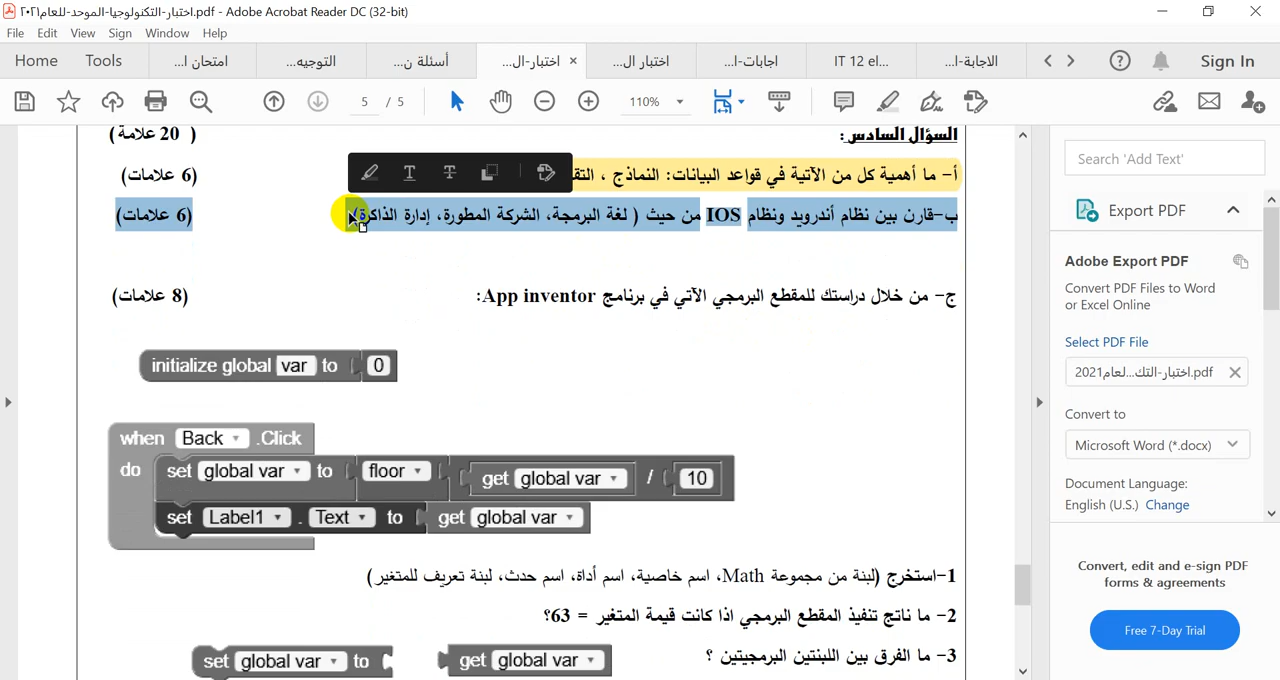 اختبار-التكنولوجيا-الموحد-للعام٢٠٢١.pdf - Adobe Acrobat Reader DC (32-bit)
File Edit View Sign Window Help
Home Tools امتحان ا... التوجيه... أسئلة ن... اختبار-ال... × اختبار ال... اجابات-ا... IT 12 el... الاجابة-ا... Sign In
5 / 5 110%
السؤال السادس: ( 20 علامة)
أ- ما أهمية كل من الآتية في قواعد البيانات: النماذج ، التق (6 علامات)
ب-قارن بين نظام أندرويد ونظام IOS من حيث ( لغة البرمجة، الشركة المطورة، إدارة الذاكرة) (6 علامات)
ج- من خلال دراستك للمقطع البرمجي الآتي في برنامج App inventor: (8 علامات)
initialize global var to 0
when Back .Click
do set global var to floor get global var / 10
set Label1 . Text to get global var
1-استخرج (لبنة من مجموعة Math، اسم خاصية، اسم أداة، اسم حدث، لبنة تعريف للمتغير)
2- ما ناتج تنفيذ المقطع البرمجي اذا كانت قيمة المتغير = 63؟
3- ما الفرق بين اللبنتين البرمجيتين ؟ get global var set global var to
Search 'Add Text'
Export PDF
Adobe Export PDF
Convert PDF Files to Word
or Excel Online
Select PDF File
اختبار-التك...لعام2021.pdf
Convert to
Microsoft Word (*.docx)
Document Language:
English (U.S.) Change
Convert, edit and e-sign PDF
forms & agreements
Free 7-Day Trial